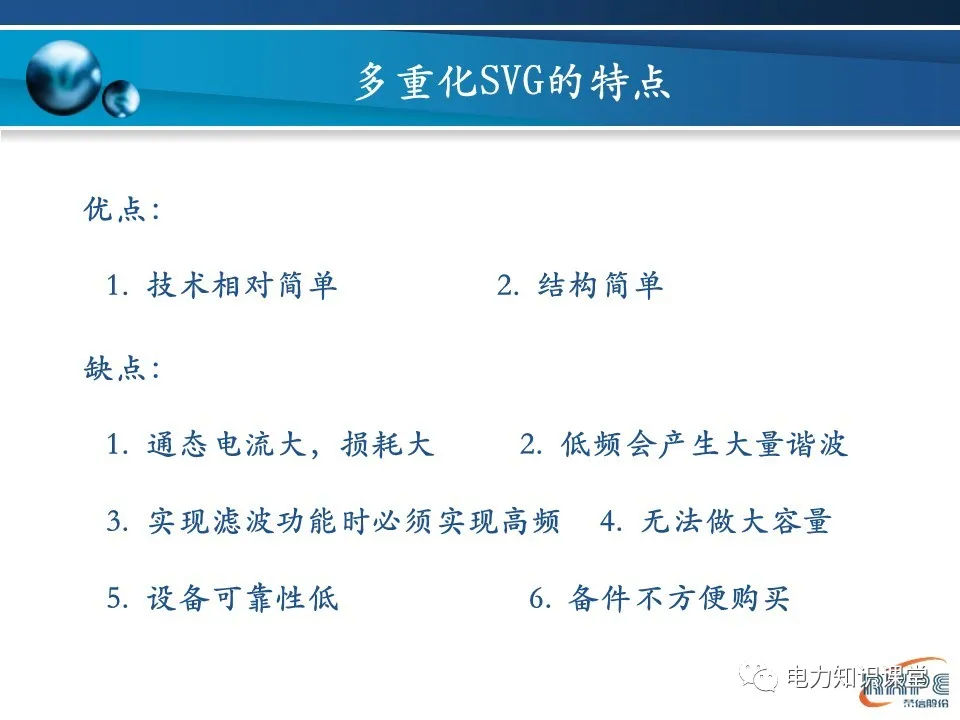 多重化SVG的特点
优点：
1. 技术相对简单 2. 结构简单
缺点：
1. 通态电流大，损耗大 2. 低频会产生大量谐波
3. 实现滤波功能时必须实现高频 4. 无法做大容量
5. 设备可靠性低 6. 备件不方便购买
电力知识课堂
荣信股份